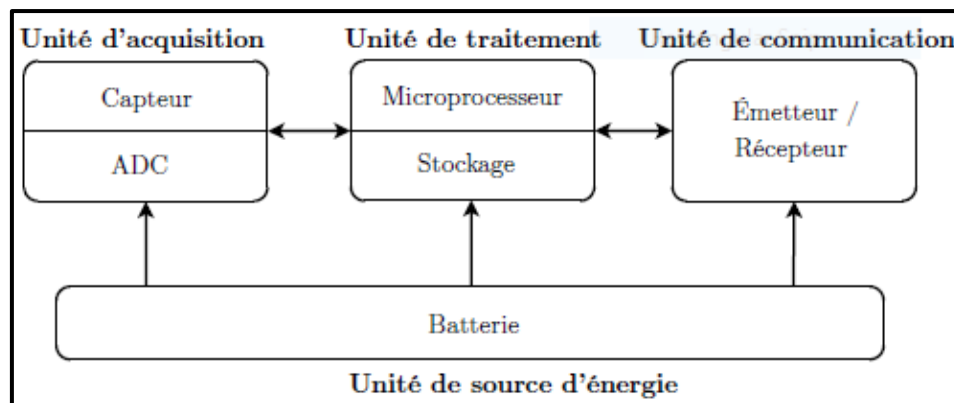 Unité d'acquisition
Unité de traitement
Unité de communication
Capteur
ADC
Microprocesseur
Stockage
Émetteur /
Récepteur
Batterie
Unité de source d'énergie